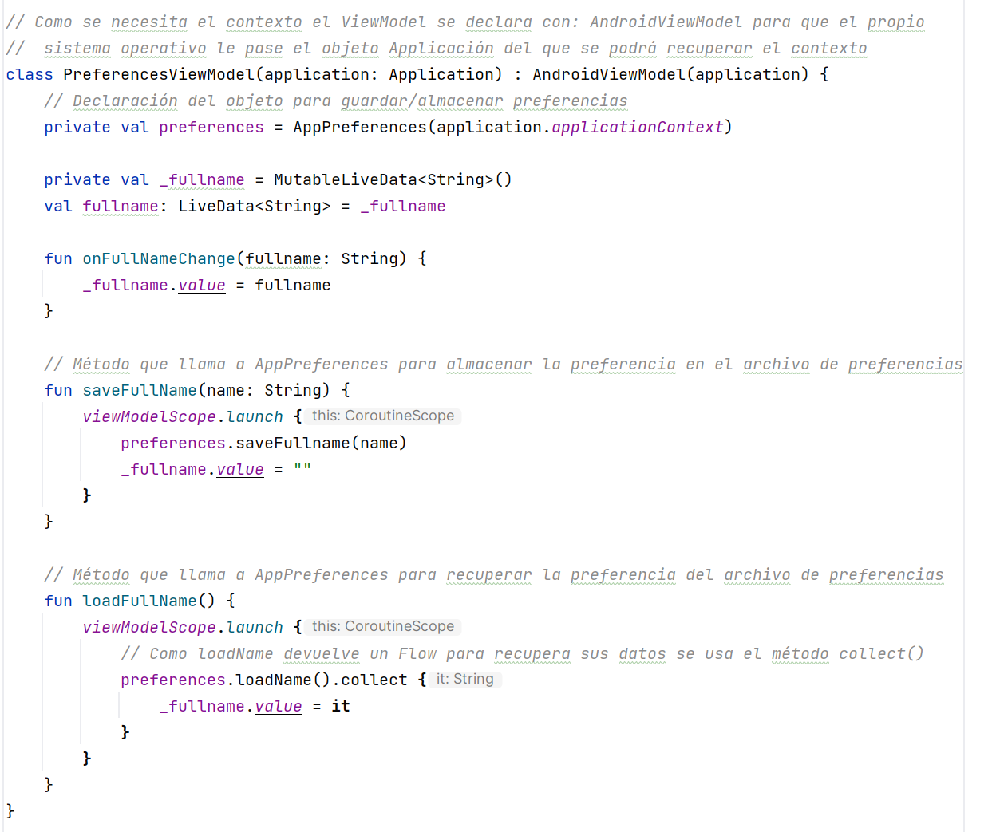 // Como se necesita el contexto el ViewModel se declara con: AndroidViewModel para que el propio
//  sistema operativo le pase el objeto Applicación del que se podrá recuperar el contexto
class PreferencesViewModel(application: Application) : AndroidViewModel(application) {
    // Declaración del objeto para guardar/almacenar preferencias
    private val preferences = AppPreferences(application.applicationContext)

    private val _fullname = MutableLiveData<String>()
    val fullname: LiveData<String> = _fullname

    fun onFullNameChange(fullname: String) {
        _fullname.value = fullname
    }

    // Método que llama a AppPreferences para almacenar la preferencia en el archivo de preferencias
    fun saveFullName(name: String) {
        viewModelScope.launch { this: CoroutineScope
            preferences.saveFullname(name)
            _fullname.value = ""
        }
    }

    // Método que llama a AppPreferences para recuperar la preferencia del archivo de preferencias
    fun loadFullName() {
        viewModelScope.launch { this: CoroutineScope
            // Como loadName devuelve un Flow para recupera sus datos se usa el método collect()
            preferences.loadName().collect { it: String
                _fullname.value = it
            }
        }
    }
}